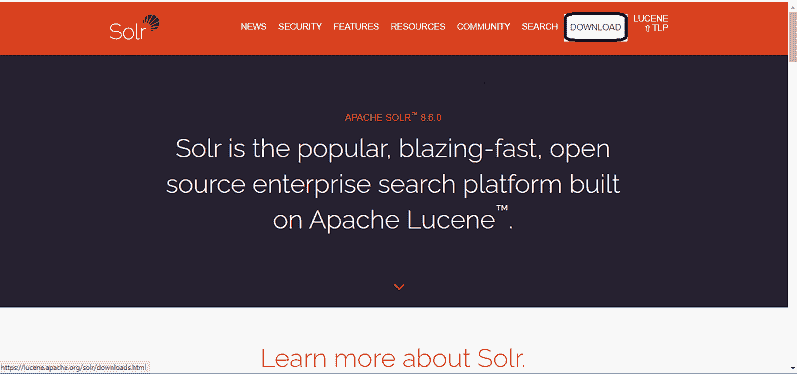 Solr
NEWS SECURITY FEATURES RESOURCES COMMUNITY SEARCH DOWNLOAD LUCENE
⇧ TLP
APACHE SOLR™ 8.6.0
Solr is the popular, blazing-fast, open
source enterprise search platform built
on Apache Lucene™.
Learn more about Solr.
https://lucene.apache.org/solr/downloads.html